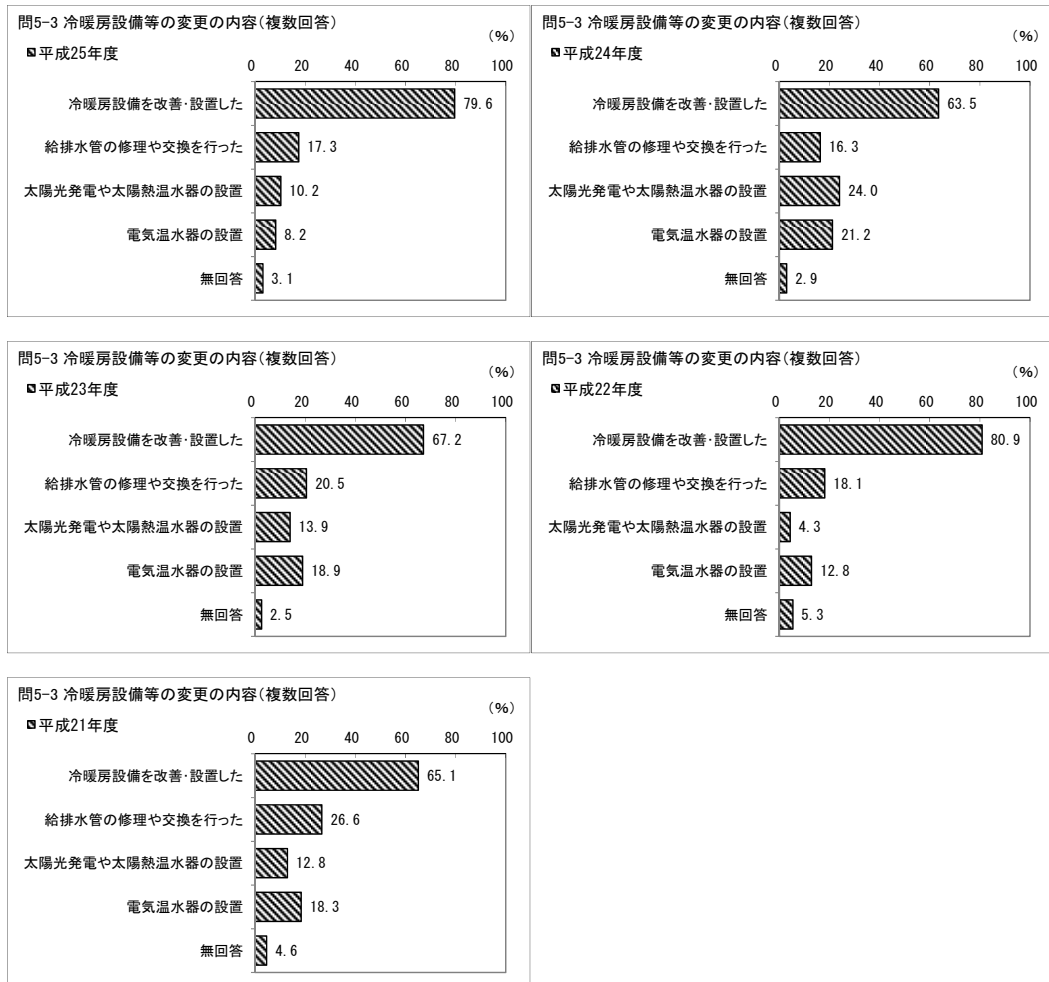 問5-3 冷暖房設備等の変更の内容(複数回答)
(%)
平成25年度
0 20 40 60 80 100
冷暖房設備を改善・設置した 79.6
給排水管の修理や交換を行った 17.3
太陽光発電や太陽熱温水器の設置 10.2
電気温水器の設置 8.2
無回答 3.1
問5-3 冷暖房設備等の変更の内容(複数回答)
(%)
平成24年度
0 20 40 60 80 100
冷暖房設備を改善・設置した 63.5
給排水管の修理や交換を行った 16.3
太陽光発電や太陽熱温水器の設置 24.0
電気温水器の設置 21.2
無回答 2.9
問5-3 冷暖房設備等の変更の内容(複数回答)
(%)
平成23年度
0 20 40 60 80 100
冷暖房設備を改善・設置した 67.2
給排水管の修理や交換を行った 20.5
太陽光発電や太陽熱温水器の設置 13.9
電気温水器の設置 18.9
無回答 2.5
問5-3 冷暖房設備等の変更の内容(複数回答)
(%)
平成22年度
0 20 40 60 80 100
冷暖房設備を改善・設置した 80.9
給排水管の修理や交換を行った 18.1
太陽光発電や太陽熱温水器の設置 4.3
電気温水器の設置 12.8
無回答 5.3
問5-3 冷暖房設備等の変更の内容(複数回答)
(%)
平成21年度
0 20 40 60 80 100
冷暖房設備を改善・設置した 65.1
給排水管の修理や交換を行った 26.6
太陽光発電や太陽熱温水器の設置 12.8
電気温水器の設置 18.3
無回答 4.6